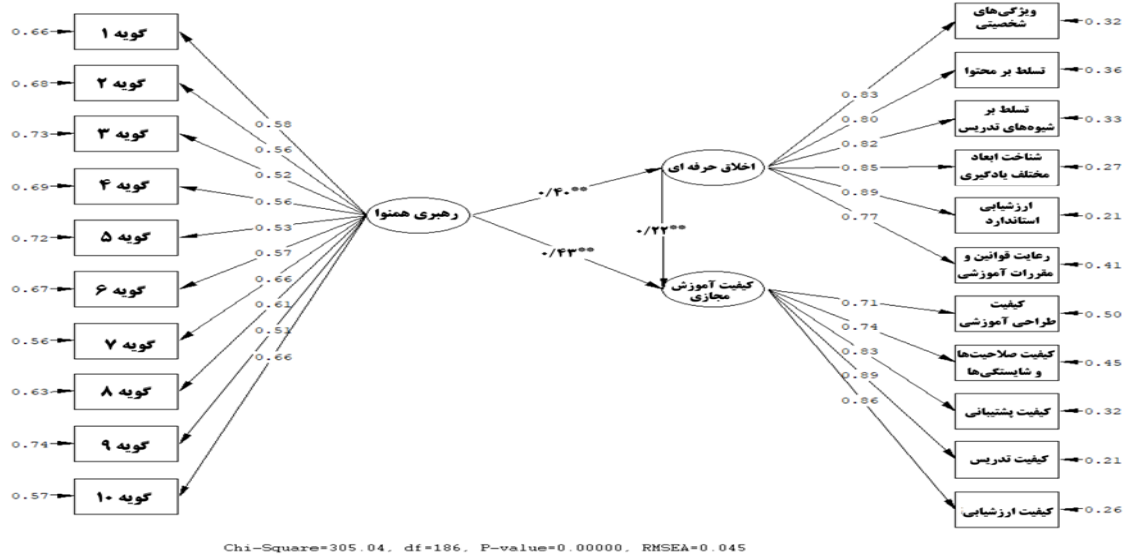 0.66
گویه ۱
0.68
گویه ۲
0.73
گویه ۳
0.69
گویه ۴
0.72
گویه ۵
0.67
گویه ۶
0.56
گویه ۷
0.63
گویه ۸
0.74
گویه ۹
0.57
گویه ۱۰
0.58
0.56
0.52
0.56
0.53
0.57
0.66
0.61
0.51
0.66
رهبری همنوا
۰/۴۰**
۰/۴۳**
اخلاق حرفه ای
۰/۲۲**
کیفیت آموزش
مجازی
0.83
0.80
0.82
0.85
0.89
0.77
0.71
0.74
0.83
0.89
0.86
ویژگی‌های
شخصیتی
0.32
تسلط بر محتوا
0.36
تسلط بر
شیوه‌های تدریس
0.33
شناخت ابعاد
مختلف یادگیری
0.27
ارزشیابی
استاندارد
0.21
رعایت قوانین و
مقررات آموزشی
0.41
کیفیت
طراحی آموزشی
0.50
کیفیت صلاحیت‌ها
و شایستگی‌ها
0.45
کیفیت پشتیبانی
0.32
کیفیت تدریس
0.21
کیفیت ارزشیابی
0.26
Chi-Square=305.04, df=186, P-value=0.00000, RMSEA=0.045